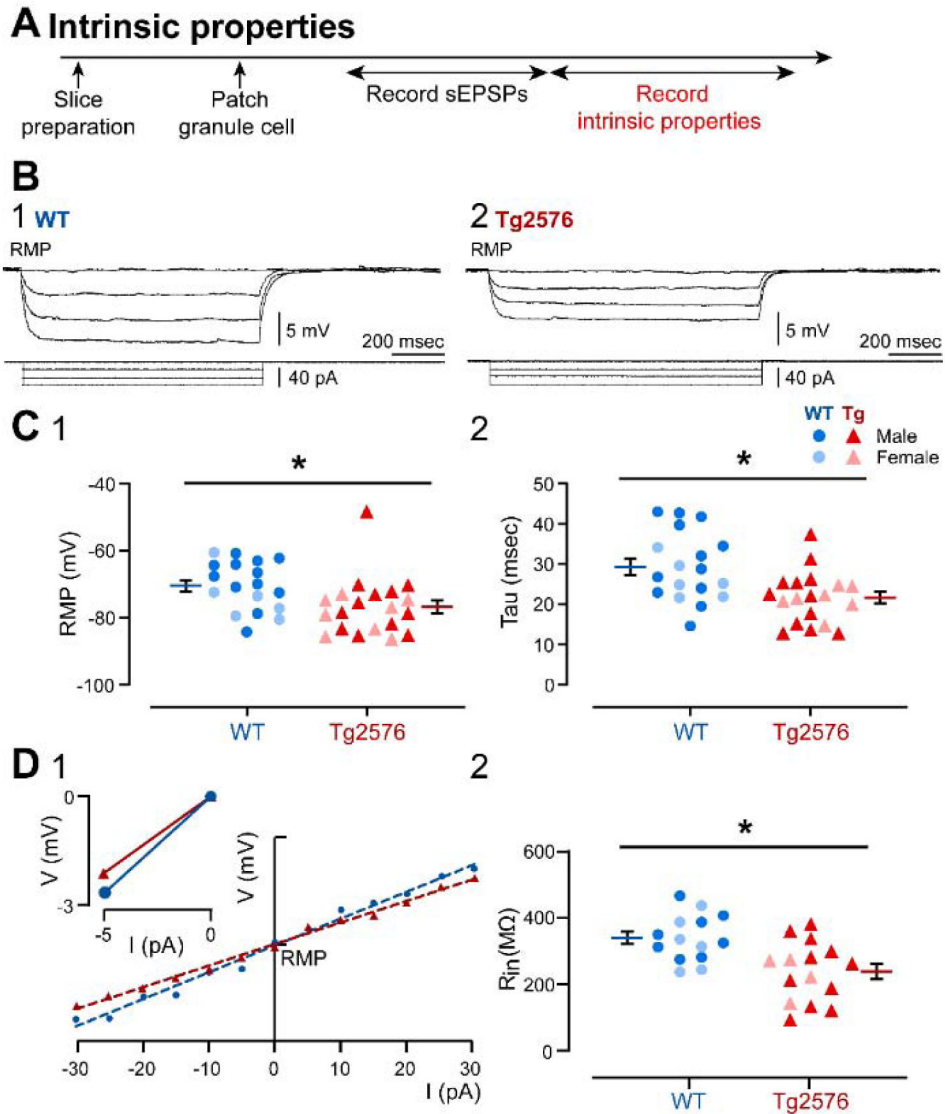 A Intrinsic properties
Slice preparation
Patch granule cell
Record sEPSPs
Record intrinsic properties
B
1 WT
RMP
5 mV
200 msec
40 pA
2 Tg2576
RMP
5 mV
200 msec
40 pA
C 1
*
-40
-60
-80
-100
RMP (mV)
WT
Tg2576
2
WT Tg
Male
Female
*
50
40
30
20
10
0
Tau (msec)
WT
Tg2576
D 1
0
-3
V (mV)
-5
0
I (pA)
V (mV)
RMP
-30
-20
-10
0
10
20
30
I (pA)
2
*
600
400
200
0
Rin (MΩ)
WT
Tg2576